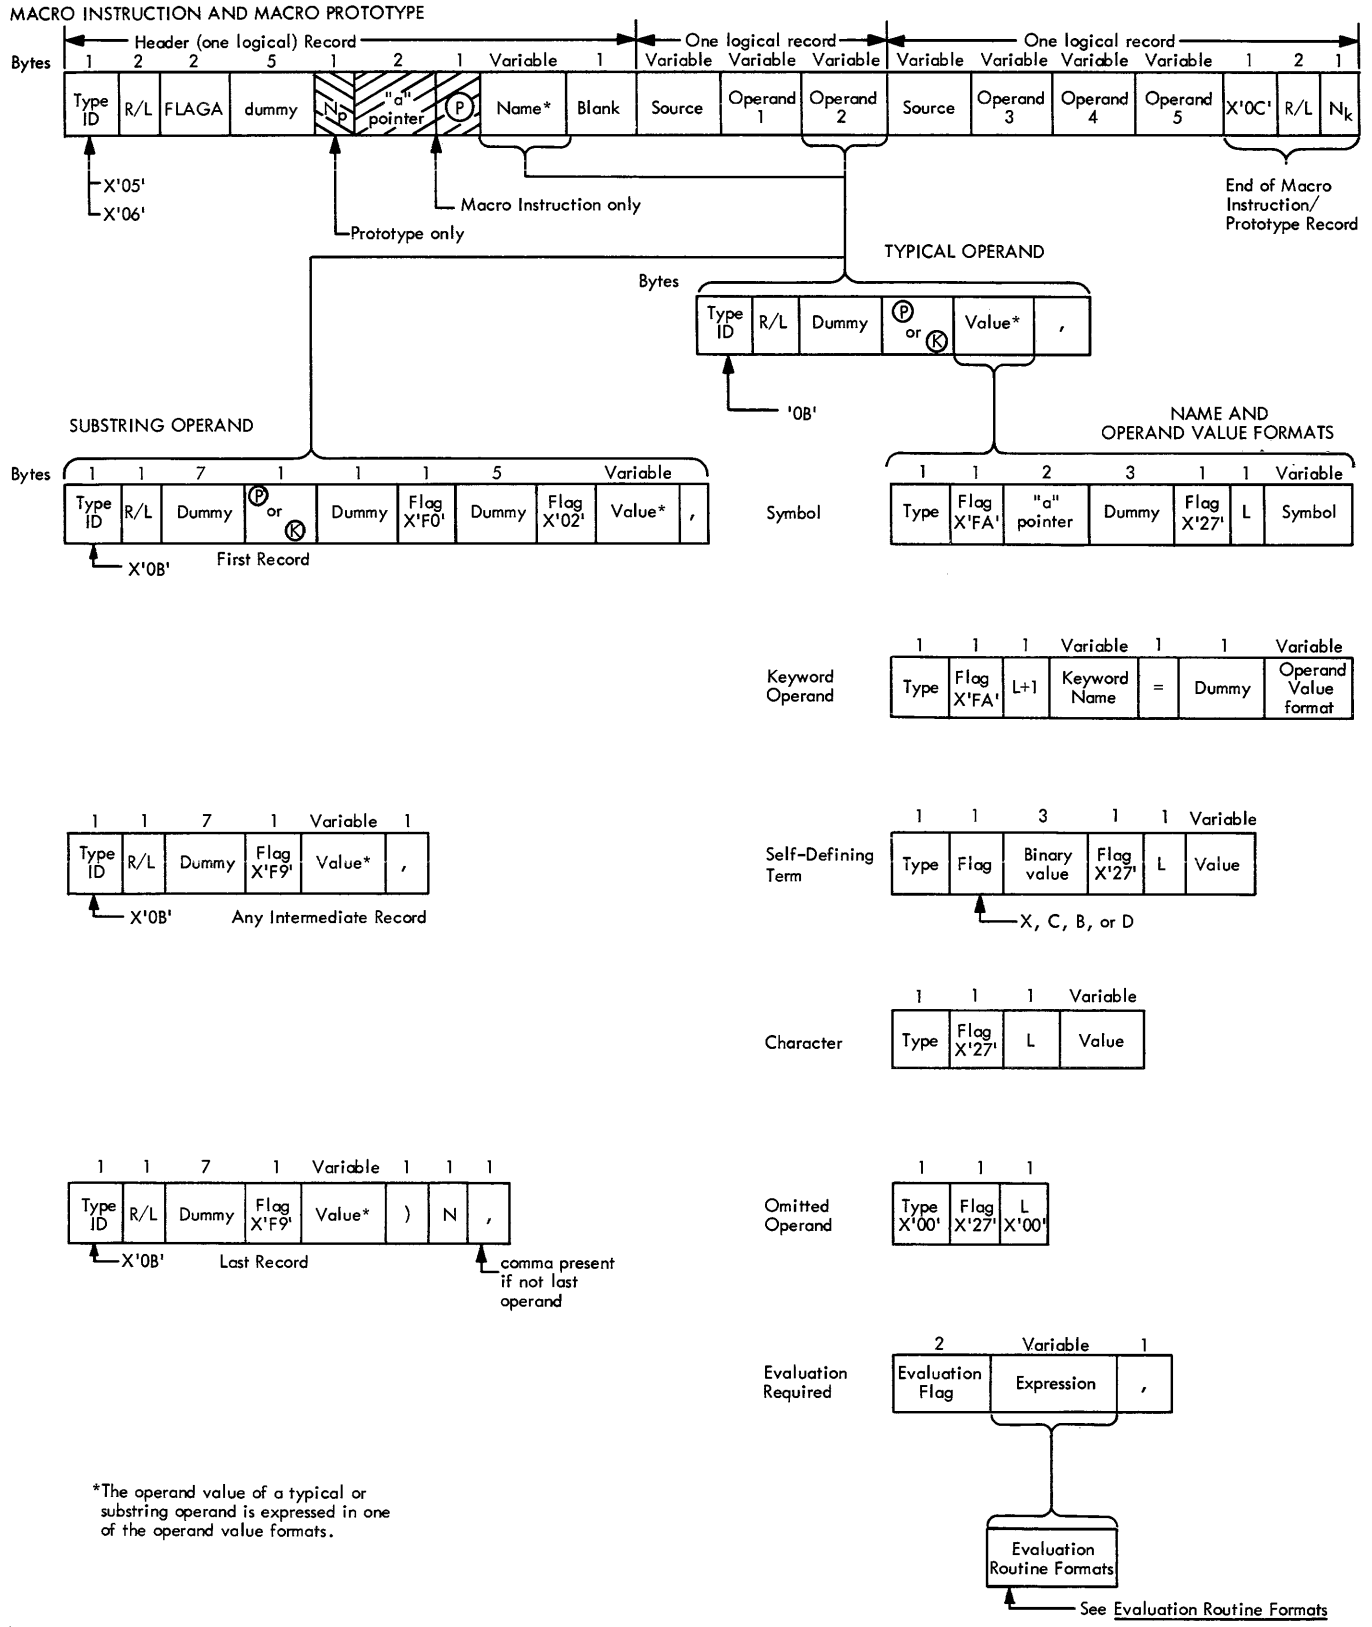 MACRO INSTRUCTION AND MACRO PROTOTYPE
Header (one logical) Record
One logical record
One logical record
Bytes 1 2 2 5 1 2 1 Variable 1 Variable Variable Variable Variable Variable Variable Variable 1 2 1
Type ID R/L FLAGA dummy Np "a" pointer P Name* Blank Source Operand 1 Operand 2 Source Operand 3 Operand 4 Operand 5 X'0C' R/L Nk
X'05'
X'06'
Prototype only
Macro Instruction only
End of Macro
Instruction/
Prototype Record
TYPICAL OPERAND
Bytes
Type ID R/L Dummy P or K Value* ,
'0B'
SUBSTRING OPERAND
Bytes 1 1 7 1 1 1 5 Variable
Type ID R/L Dummy P or K Dummy Flag X'F0' Dummy Flag X'02' Value* ,
X'0B'
First Record
NAME AND
OPERAND VALUE FORMATS
1 1 2 3 1 1 Variable
Symbol
Type Flag X'FA' "a" pointer Dummy Flag X'27' L Symbol
1 1 1 Variable 1 1 Variable
Keyword
Operand
Type Flag X'FA' L+1 Keyword Name = Dummy Operand Value format
1 1 7 1 Variable 1
Type ID R/L Dummy Flag X'F9' Value* ,
X'0B'
Any Intermediate Record
1 1 3 1 1 Variable
Self-Defining
Term
Type Flag Binary value Flag X'27' L Value
X, C, B, or D
1 1 1 Variable
Character
Type Flag X'27' L Value
1 1 7 1 Variable 1 1 1
Type ID R/L Dummy Flag X'F9' Value* ) N ,
X'0B'
Last Record
comma present
if not last
operand
1 1 1
Omitted
Operand
Type X'00' Flag X'27' L X'00'
2 Variable 1
Evaluation
Required
Evaluation Flag Expression ,
*The operand value of a typical or
substring operand is expressed in one
of the operand value formats.
Evaluation
Routine Formats
See Evaluation Routine Formats